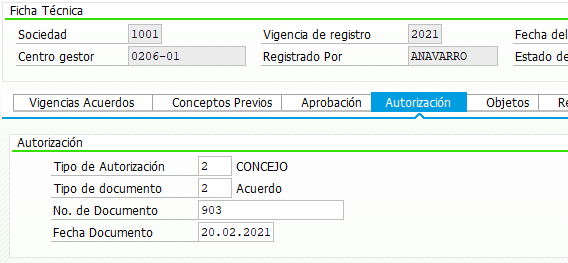 Ficha Técnica
Sociedad 1001 Vigencia de registro 2021 Fecha del
Centro gestor 0206-01 Registrado Por ANAVARRO Estado de
Vigencias Acuerdos Conceptos Previos Aprobación Autorización Objetos Re
Autorización
Tipo de Autorización 2 CONCEJO
Tipo de documento 2 Acuerdo
No. de Documento 903
Fecha Documento 20.02.2021